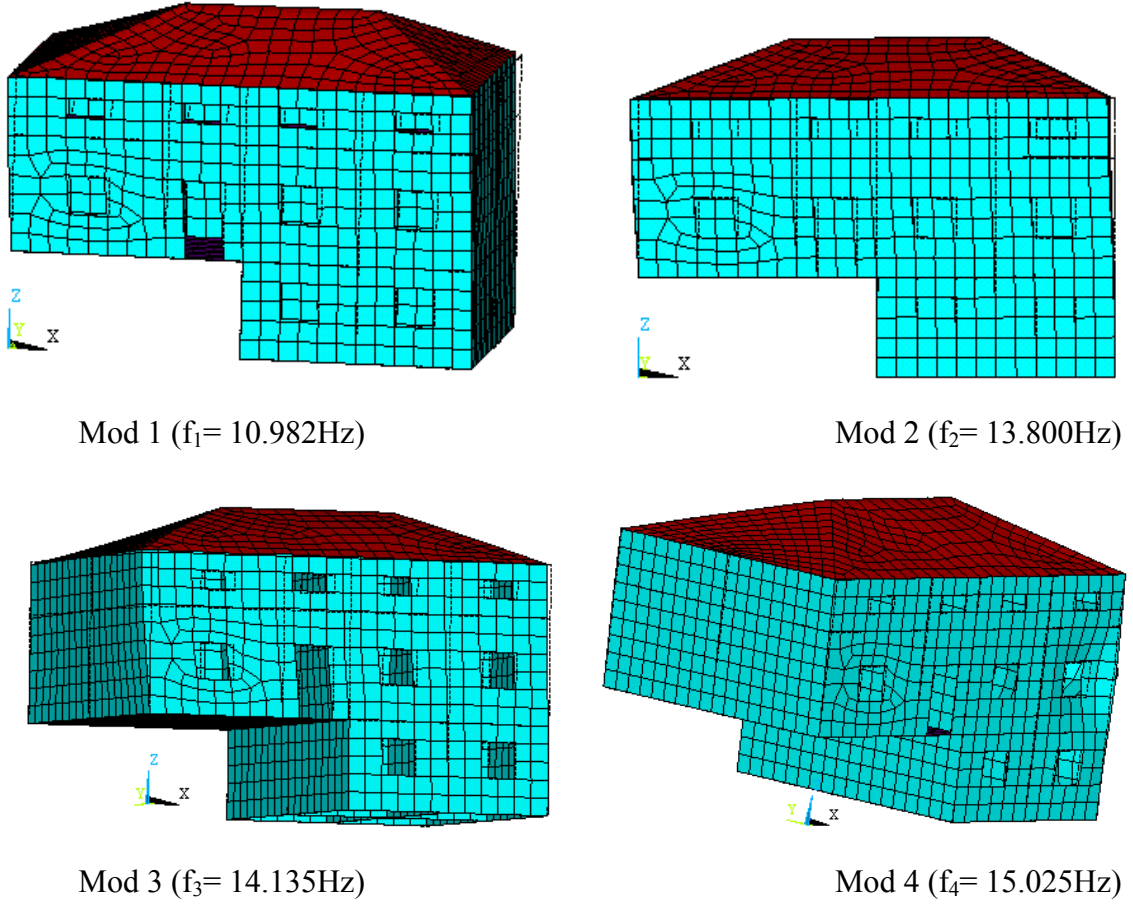 Z
Y
X
Z
Y
X
Mod 1 (f₁= 10.982Hz)
Mod 2 (f₂= 13.800Hz)
Z
Y
X
Z
Y
X
Mod 3 (f₃= 14.135Hz)
Mod 4 (f₄= 15.025Hz)